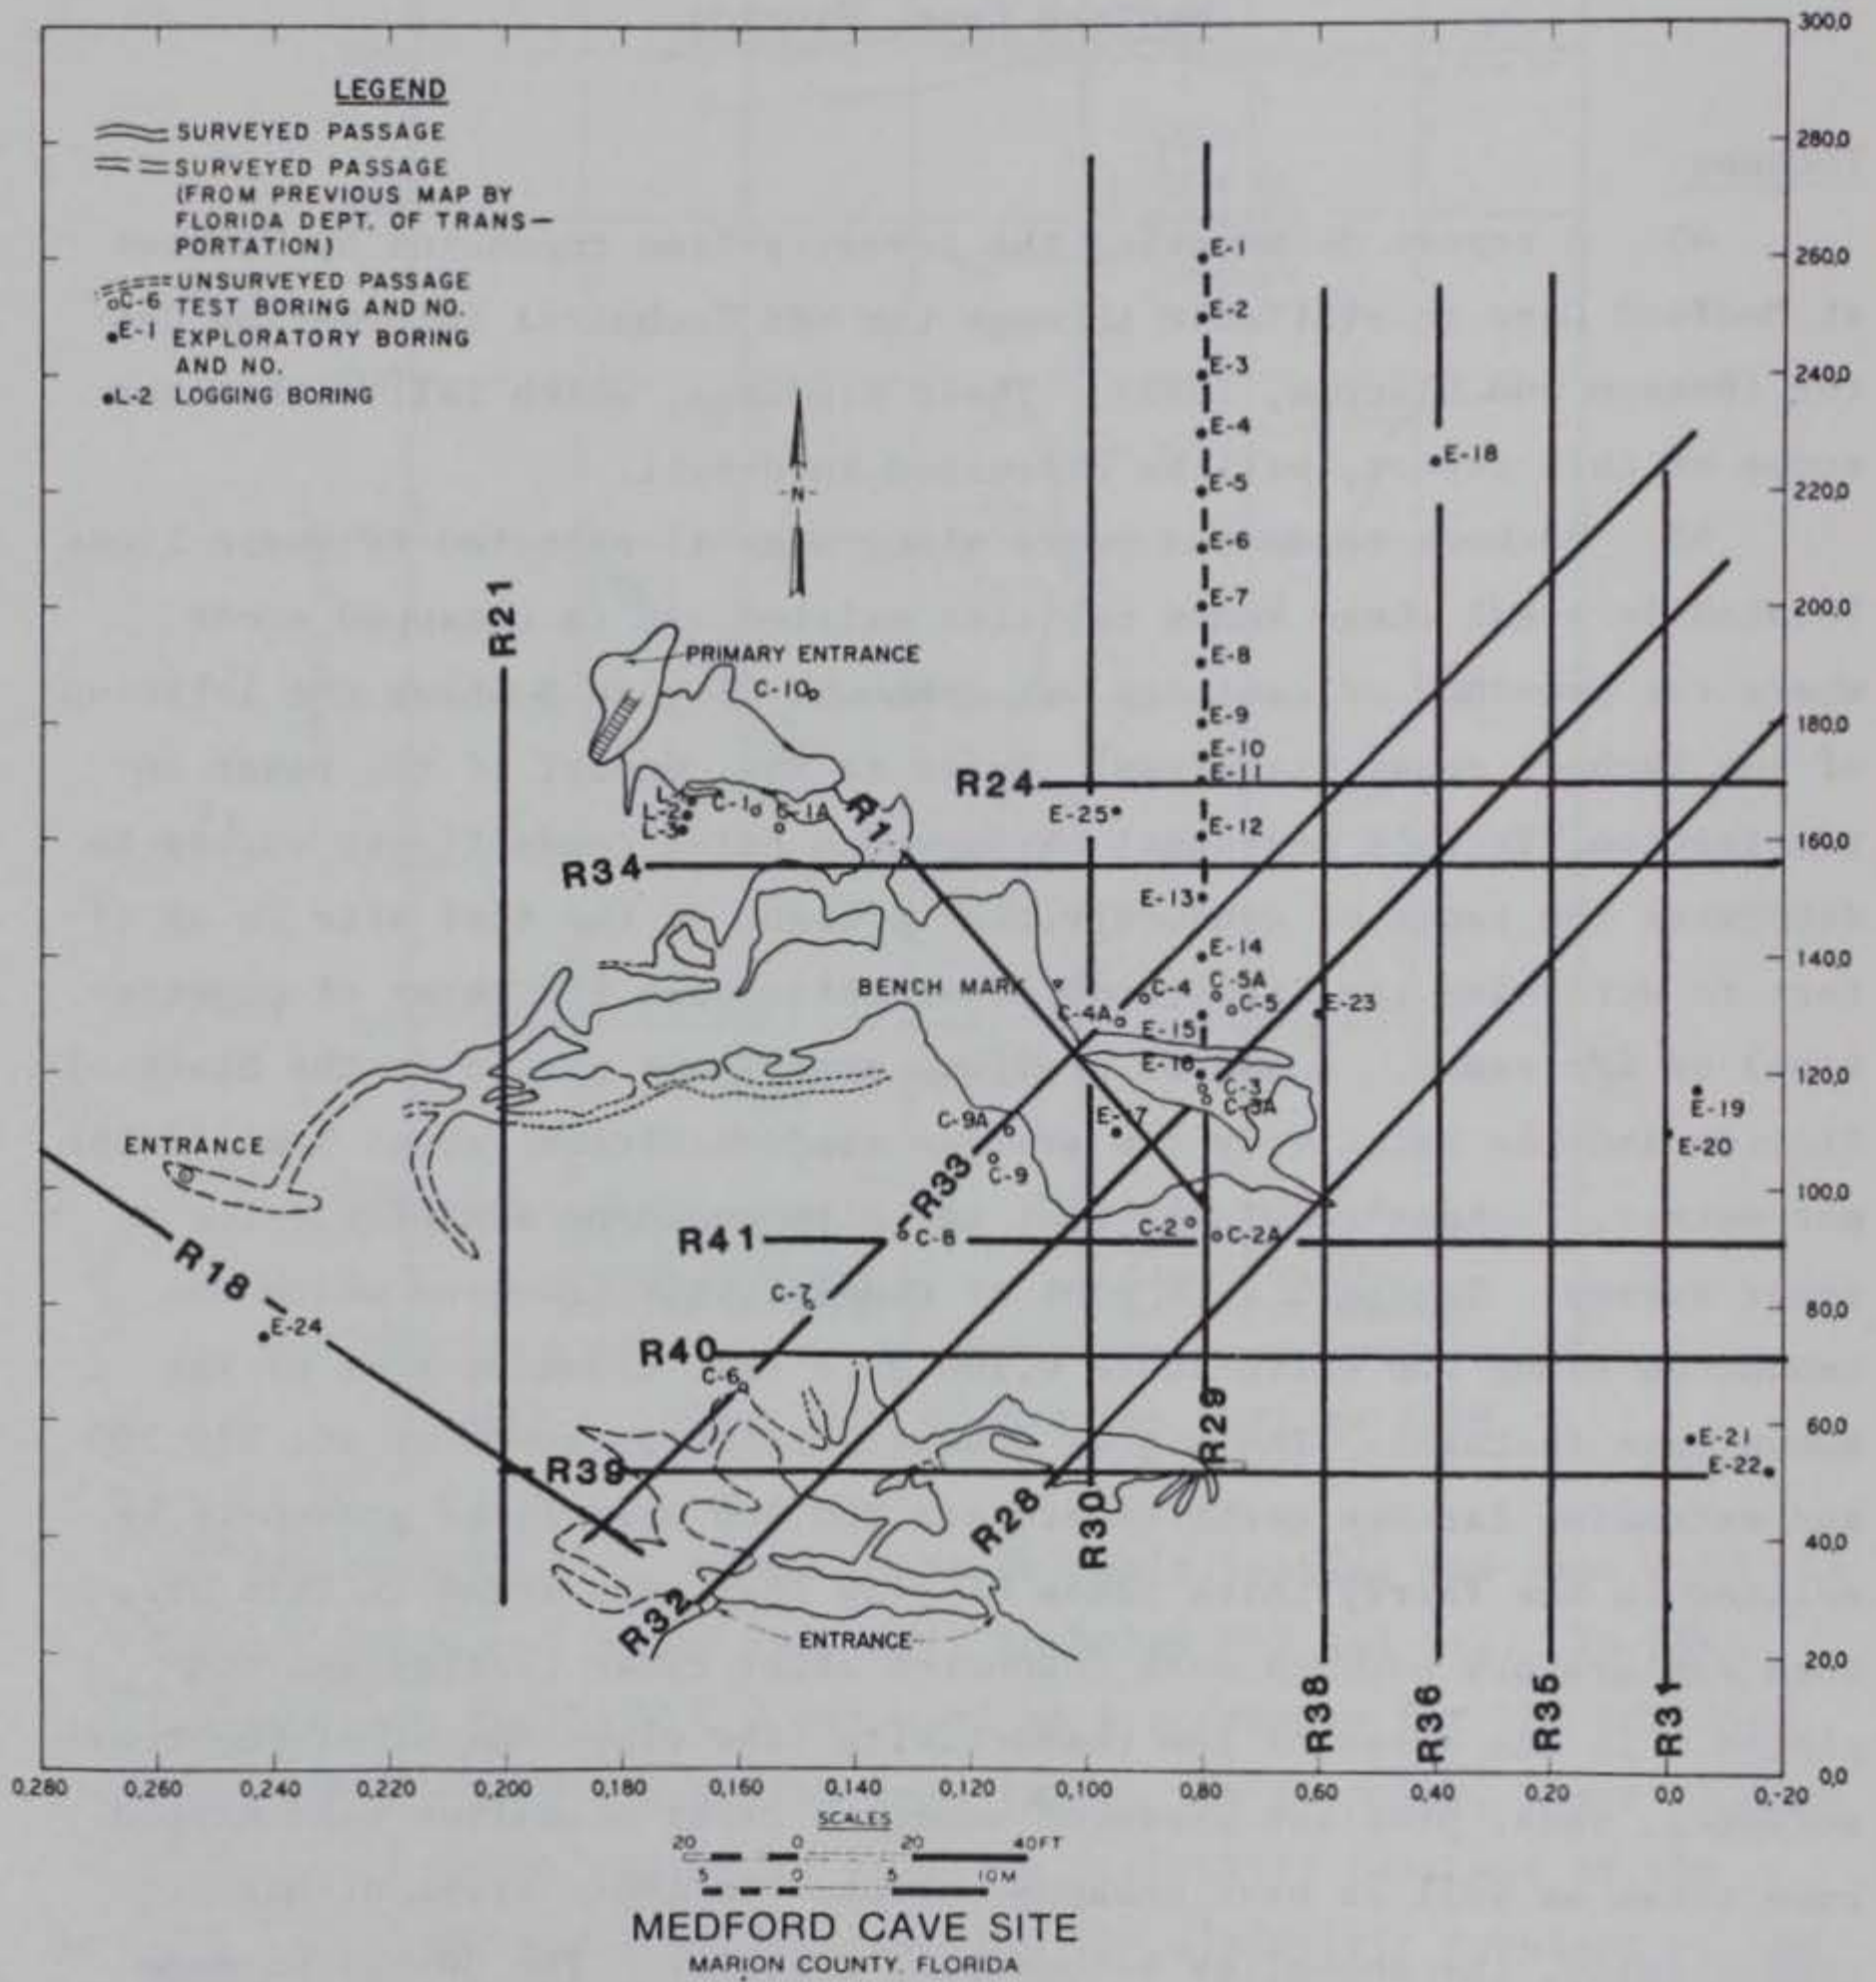 300,0
LEGEND
SURVEYED PASSAGE
SURVEYED PASSAGE
(FROM PREVIOUS MAP BY
FLORIDA DEPT. OF TRANS-
PORTATION)
UNSURVEYED PASSAGE
C-6 TEST BORING AND NO.
E-1 EXPLORATORY BORING
AND NO.
L-2 LOGGING BORING
280,0
260,0
240,0
220,0
200,0
180,0
160,0
140,0
120,0
100,0
80,0
60,0
40,0
20,0
0,0
E-1
E-2
E-3
E-4
E-18
E-5
N
E-6
E-7
R21
PRIMARY ENTRANCE
E-8
C-10
E-9
E-10
E-11
R24
E-25
L-1
L-2
L-3
C-1
C-1A
R1
E-12
R34
E-13
E-14
BENCH MARK
C-4
C-5A
C-5
E-23
C-4A
E-15
E-16
C-3
C-3A
E-19
E-17
C-9A
E-20
ENTRANCE
C-9
R33
C-2
C-2A
R41
C-8
R18
C-7
E-24
R40
C-6
R29
E-21
E-22
R39
R28
R30
R32
ENTRANCE
R38
R36
R35
R31
0,280
0,260
0,240
0,220
0,200
0,180
0,160
0,140
0,120
0,100
0,80
0,60
0,40
0,20
0,0
0,-20
SCALES
20 0 20 40FT
5 0 5 10M
MEDFORD CAVE SITE
MARION COUNTY, FLORIDA